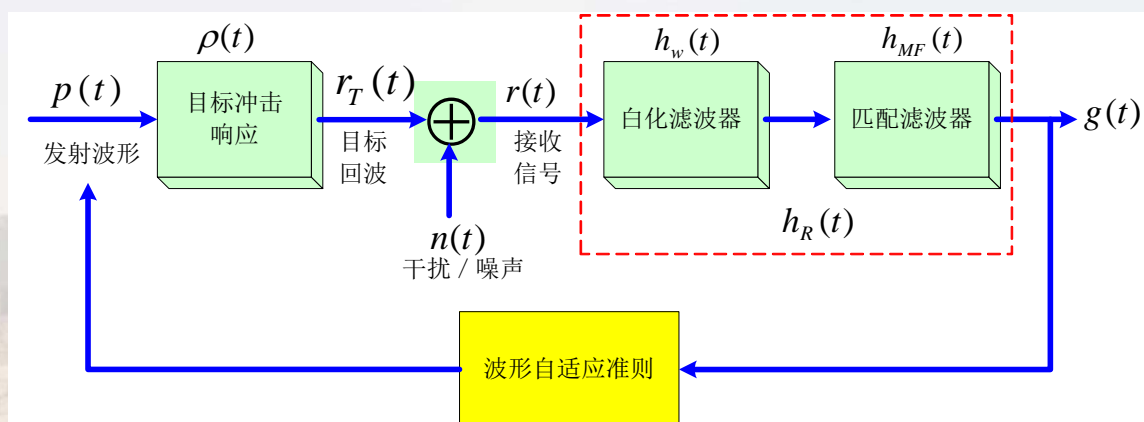 ρ(t)
h_w(t)
h_MF(t)
p(t)
目标冲击
响应
r_T(t)
r(t)
白化滤波器
匹配滤波器
g(t)
发射波形
目标
回波
接收
信号
h_R(t)
n(t)
干扰／噪声
波形自适应准则